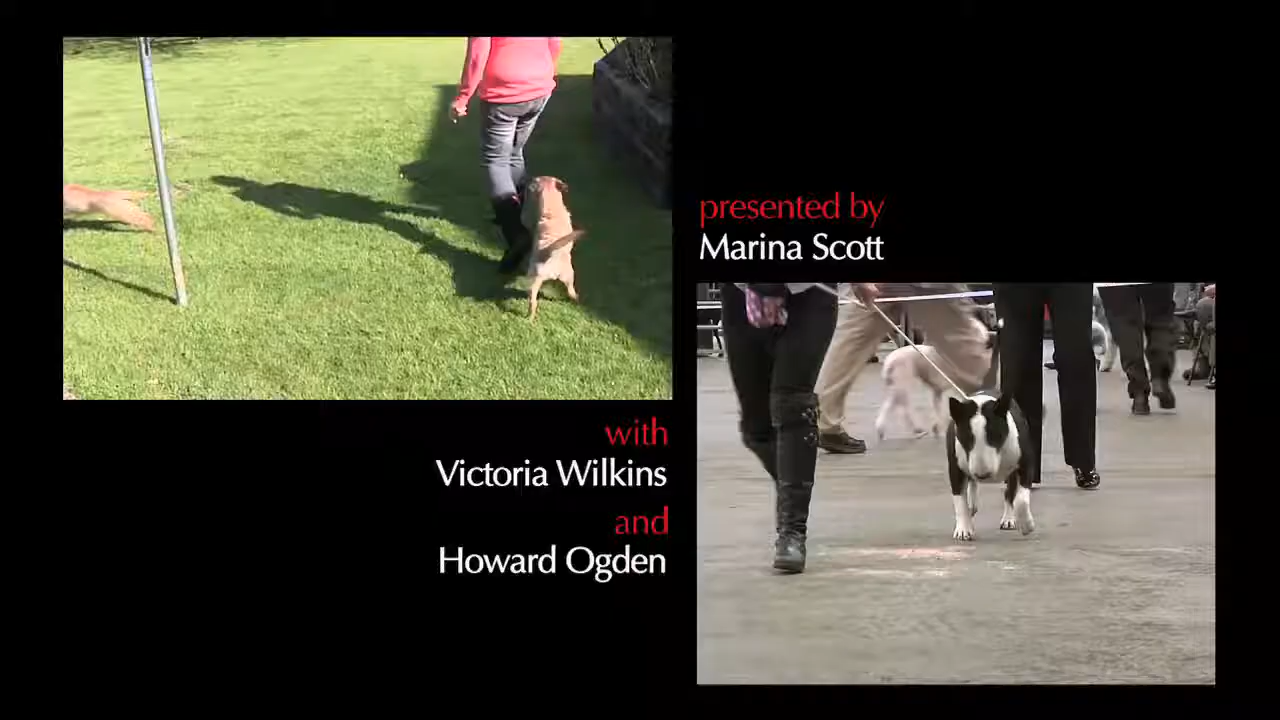 presented by
Marina Scott
with
Victoria Wilkins
and
Howard Ogden